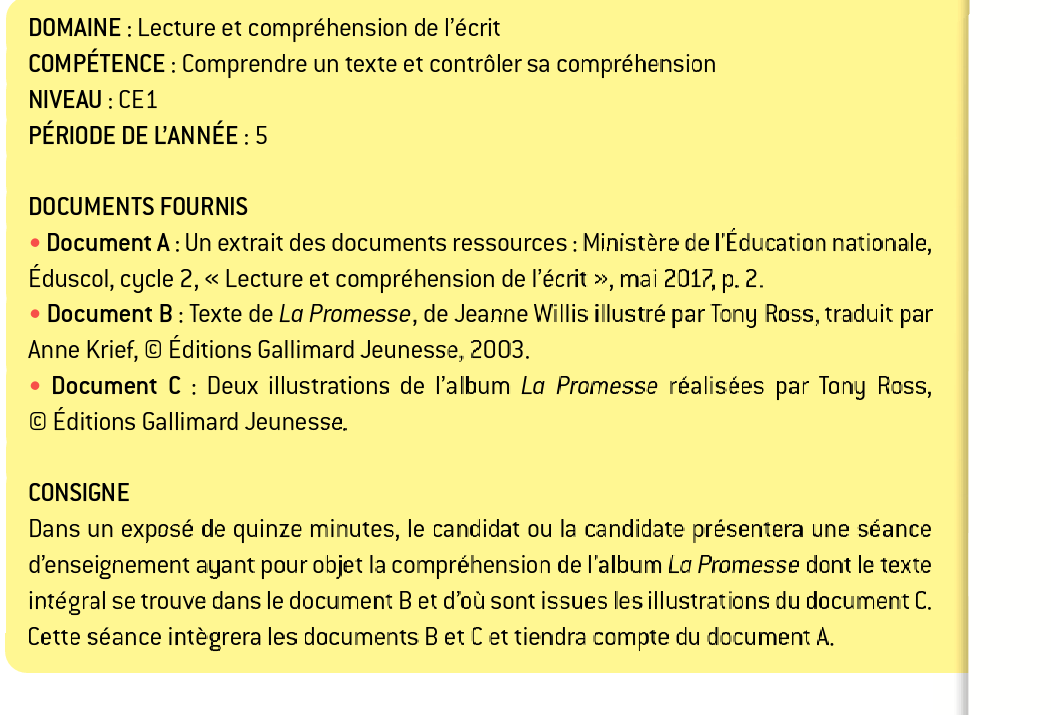 DOMAINE : Lecture et compréhension de l’écrit
COMPÉTENCE : Comprendre un texte et contrôler sa compréhension
NIVEAU : CE1
PÉRIODE DE L’ANNÉE : 5
DOCUMENTS FOURNIS
• Document A : Un extrait des documents ressources : Ministère de l’Éducation nationale,
Éduscol, cycle 2, « Lecture et compréhension de l’écrit », mai 2017, p. 2.
• Document B : Texte de La Promesse, de Jeanne Willis illustré par Tony Ross, traduit par
Anne Krief, © Éditions Gallimard Jeunesse, 2003.
• Document C : Deux illustrations de l’album La Promesse réalisées par Tony Ross,
© Éditions Gallimard Jeunesse.
CONSIGNE
Dans un exposé de quinze minutes, le candidat ou la candidate présentera une séance
d’enseignement ayant pour objet la compréhension de l’album La Promesse dont le texte
intégral se trouve dans le document B et d’où sont issues les illustrations du document C.
Cette séance intègrera les documents B et C et tiendra compte du document A.